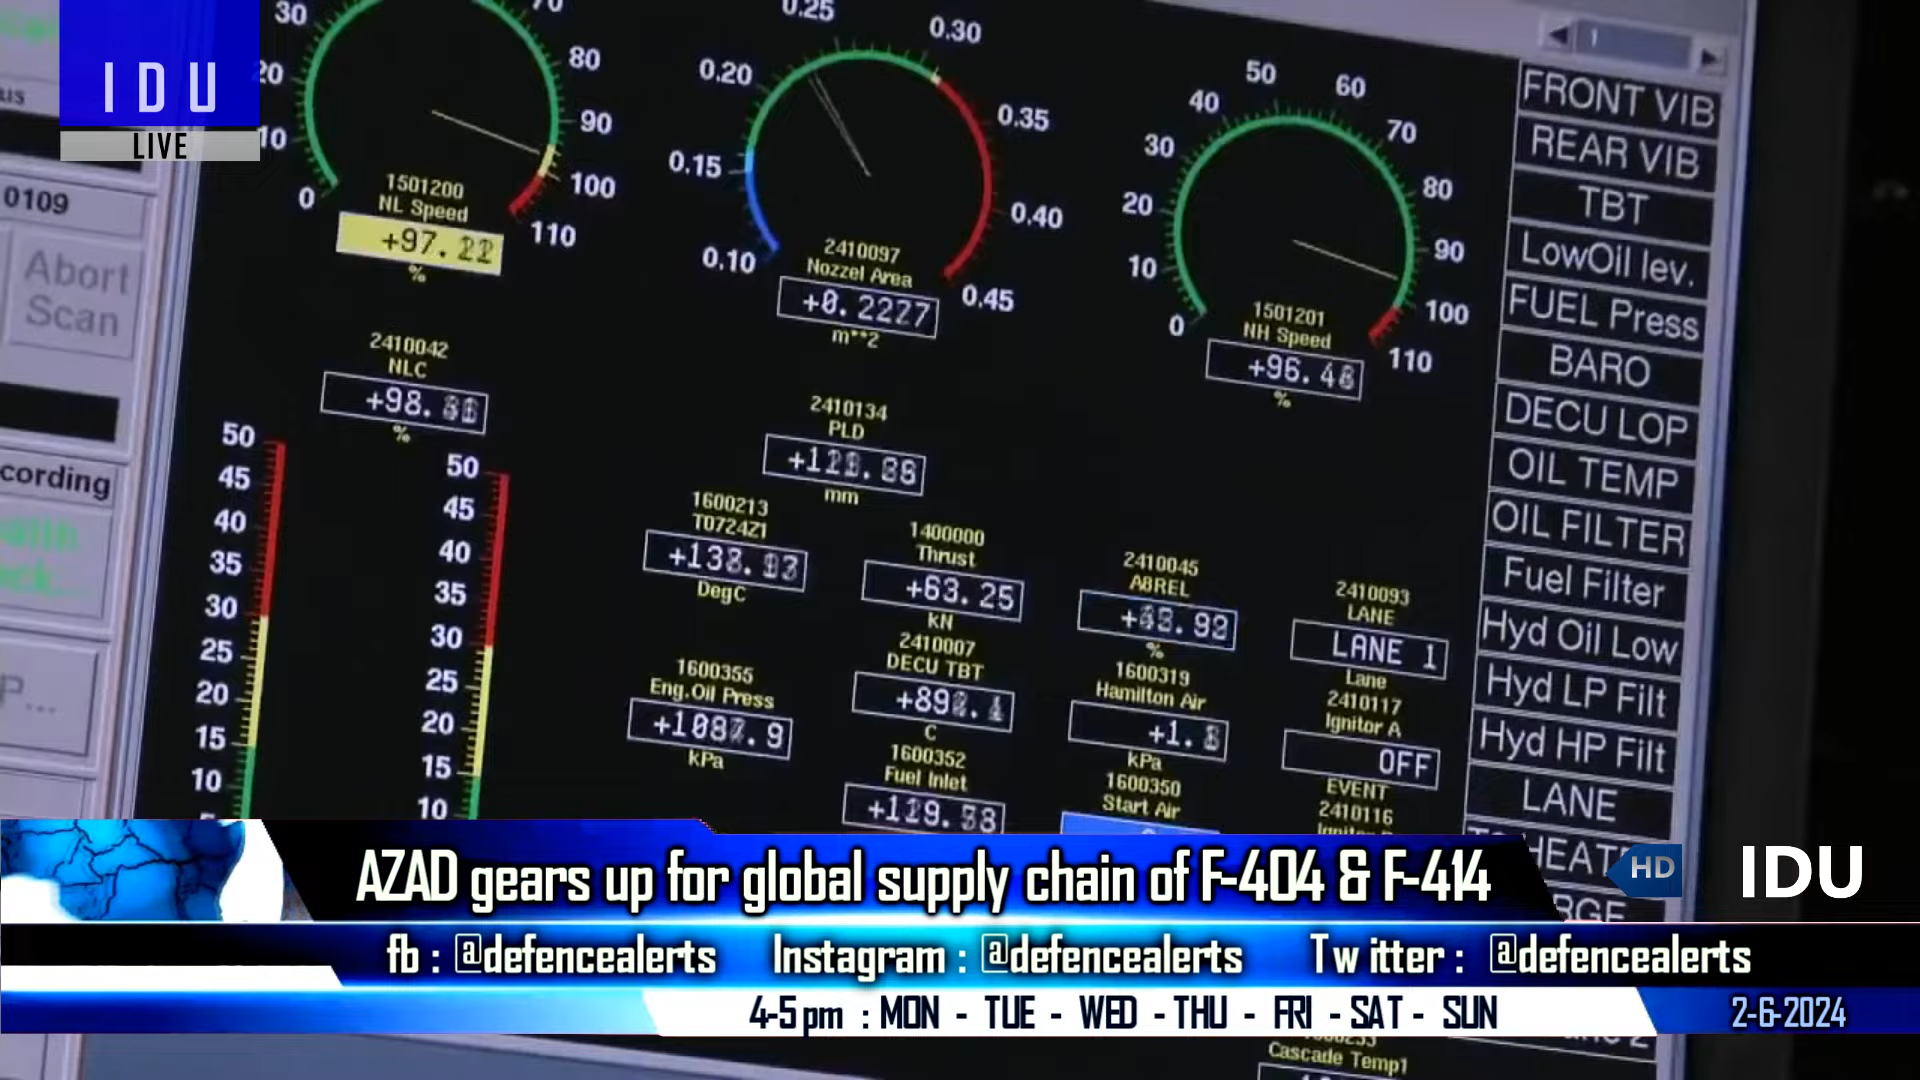 IDU
LIVE
0109
Abort
Scan
cording
P...
30
20
10
0
70
80
90
100
110
1501200
NL Speed
+97.
%
2410042
NLC
+98.
%
0.10
0.15
0.20
0.25
0.30
0.35
0.40
0.45
2410097
Nozzel Area
+0.2227
m**2
2410134
PLD
mm
0
10
20
30
40
50
60
70
80
90
100
110
1501201
NH Speed
+96.48
%
50
45
40
35
30
25
20
15
10
50
45
40
35
30
25
20
15
10
1600213
T0724Z1
DegC
1400000
Thrust
+63.25
kN
2410045
A8REL
%
2410093
LANE
LANE 1
Lane
1600355
Eng.Oil Press
kPa
2410007
DECU TBT
C
1600319
Hamilton Air
kPa
2410117
Ignitor A
OFF
EVENT
1600352
Fuel Inlet
1600350
Start Air
2410116
FRONT VIB
REAR VIB
TBT
LowOil lev.
FUEL Press
BARO
DECU LOP
OIL TEMP
OIL FILTER
Fuel Filter
Hyd Oil Low
Hyd LP Filt
Hyd HP Filt
LANE
AZAD gears up for global supply chain of F-404 & F-414
HD
IDU
fb : @defencealerts Instagram : @defencealerts Twitter : @defencealerts
4-5 pm : MON - TUE - WED - THU - FRI - SAT - SUN
2-6-2024
Cascade Temp1